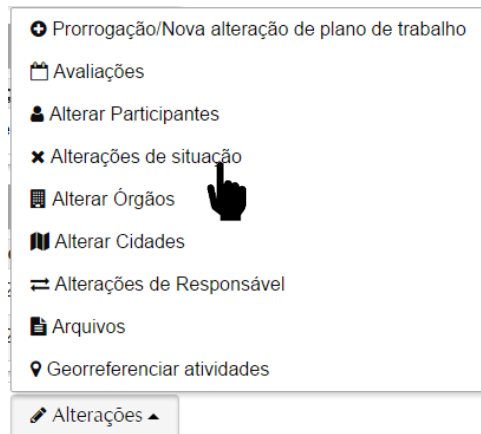 Prorrogação/Nova alteração de plano de trabalho
Avaliações
Alterar Participantes
Alterações de situação
Alterar Órgãos
Alterar Cidades
Alterações de Responsável
Arquivos
Georreferenciar atividades
Alterações